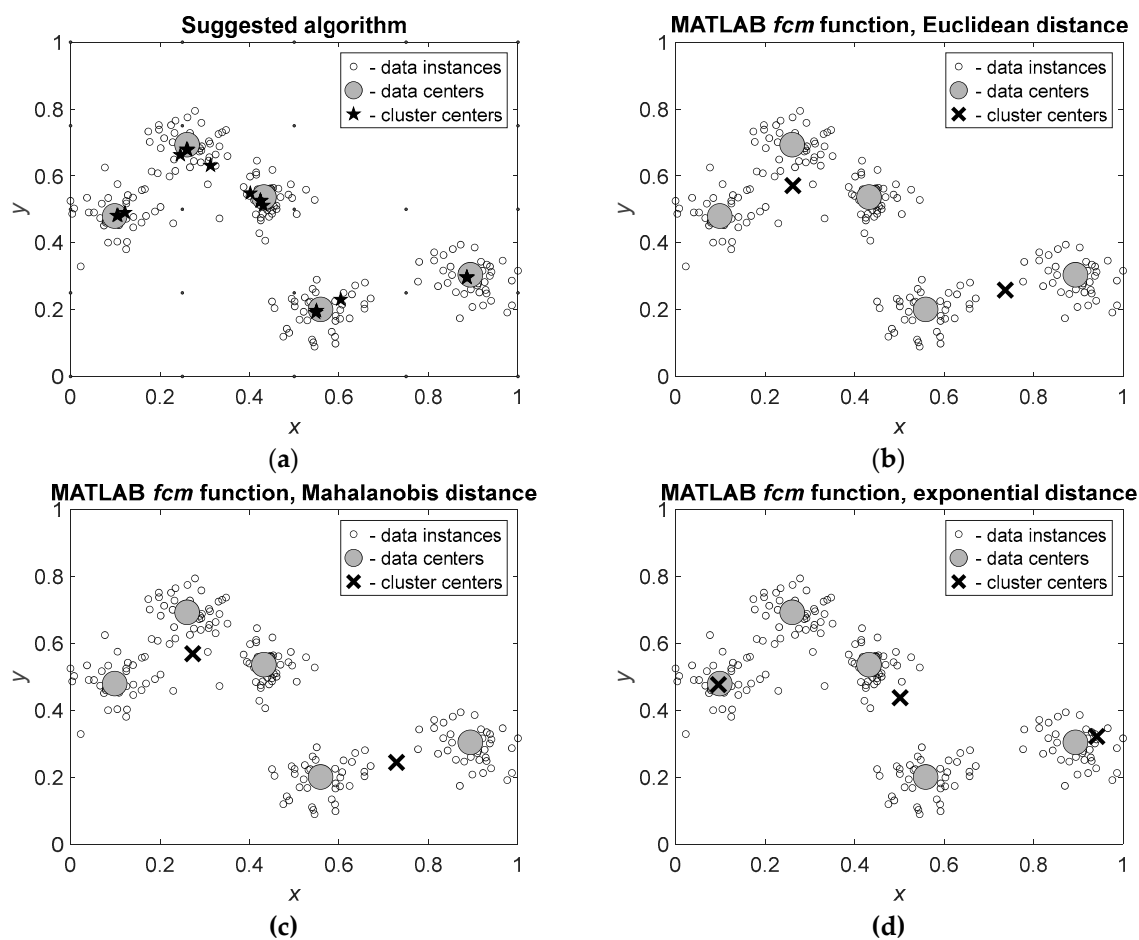 Suggested algorithm
- data instances
- data centers
- cluster centers
1
0.8
0.6
0.4
0.2
0
y
0 0.2 0.4 0.6 0.8 1
x
(a)
MATLAB fcm function, Euclidean distance
- data instances
- data centers
- cluster centers
1
0.8
0.6
0.4
0.2
0
y
0 0.2 0.4 0.6 0.8 1
x
(b)
MATLAB fcm function, Mahalanobis distance
- data instances
- data centers
- cluster centers
1
0.8
0.6
0.4
0.2
0
y
0 0.2 0.4 0.6 0.8 1
x
(c)
MATLAB fcm function, exponential distance
- data instances
- data centers
- cluster centers
1
0.8
0.6
0.4
0.2
0
y
0 0.2 0.4 0.6 0.8 1
x
(d)